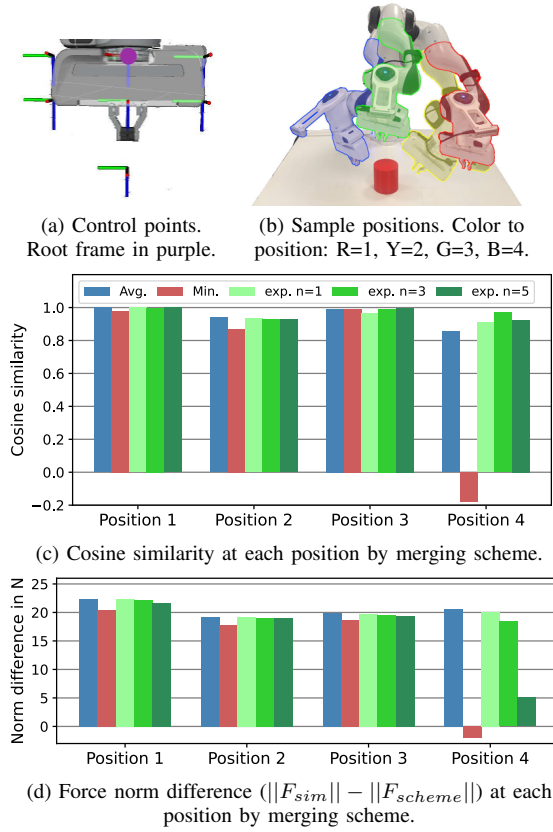 (a) Control points.
Root frame in purple.
(b) Sample positions. Color to
position: R=1, Y=2, G=3, B=4.
Avg. Min. exp. n=1 exp. n=3 exp. n=5
Cosine similarity
1.0
0.8
0.6
0.4
0.2
0.0
−0.2
Position 1 Position 2 Position 3 Position 4
(c) Cosine similarity at each position by merging scheme.
Norm difference in N
25
20
15
10
5
0
Position 1 Position 2 Position 3 Position 4
(d) Force norm difference (||F_{sim}|| − ||F_{scheme}||) at each
position by merging scheme.